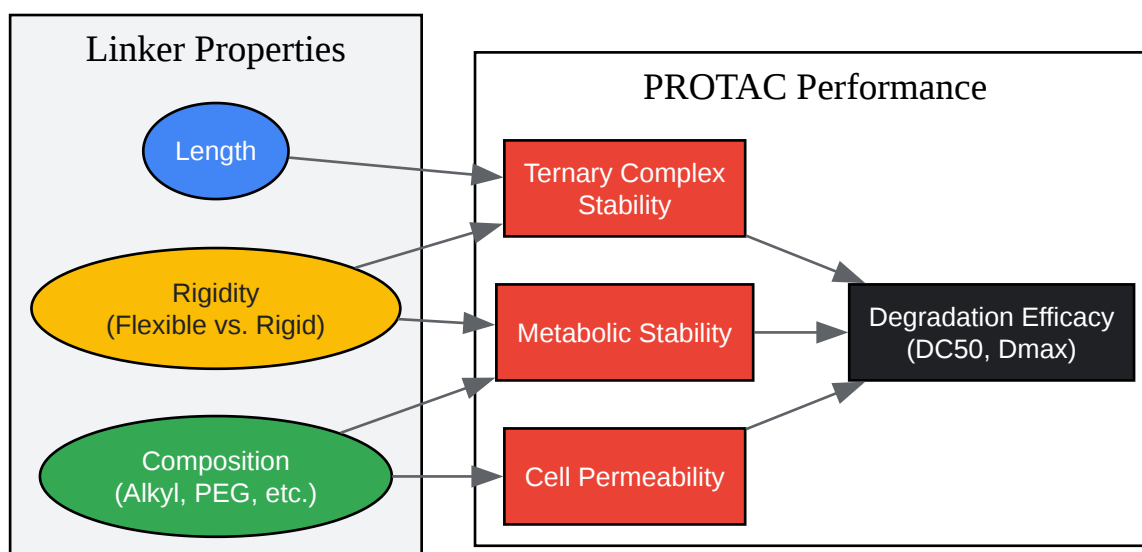 Linker Properties
Length
Rigidity
(Flexible vs. Rigid)
Composition
(Alkyl, PEG, etc.)
PROTAC Performance
Ternary Complex
Stability
Metabolic Stability
Cell Permeability
Degradation Efficacy
(DC50, Dmax)